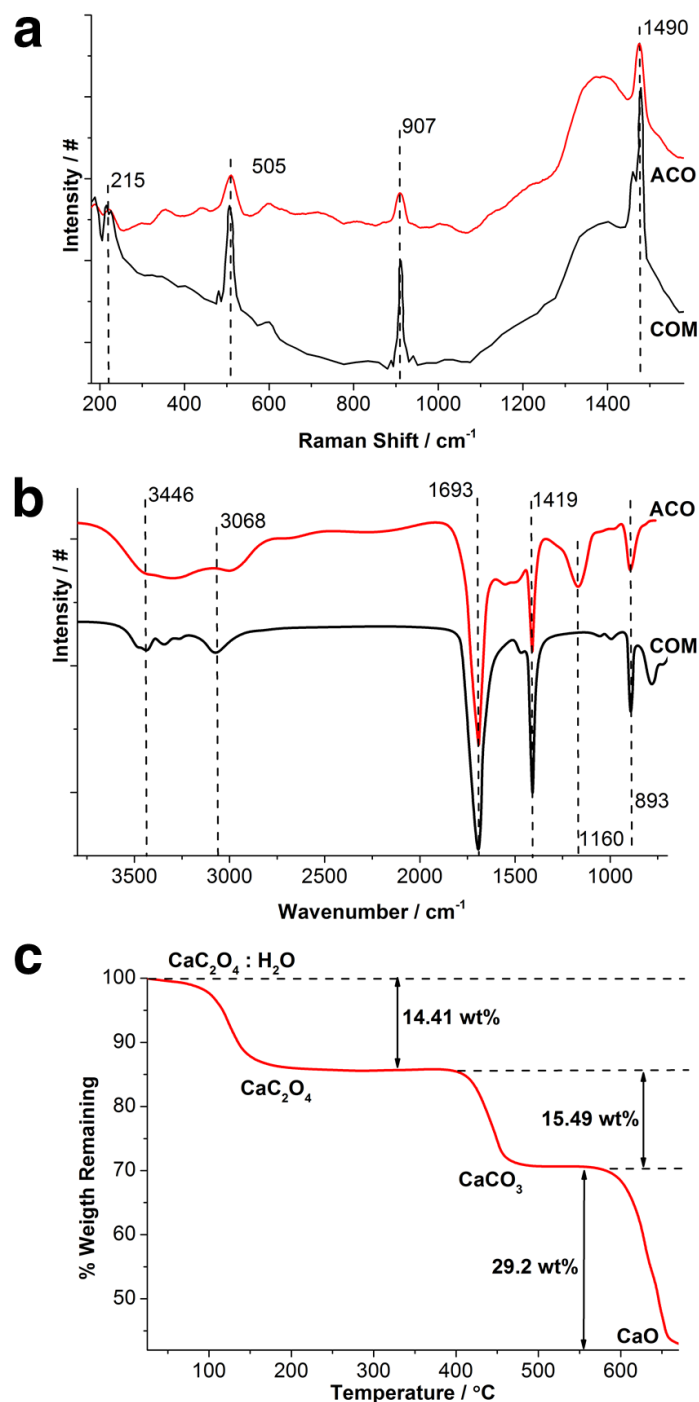 a
1490
907
215
505
ACO
COM
Intensity / #
200 400 600 800 1000 1200 1400
Raman Shift / cm⁻¹
b
3446
3068
1693
1419
ACO
COM
Intensity / #
893
1160
3500 3000 2500 2000 1500 1000
Wavenumber / cm⁻¹
c
CaC₂O₄ : H₂O
100
14.41 wt%
90
CaC₂O₄
80
15.49 wt%
70
CaCO₃
60
29.2 wt%
50
CaO
% Weigth Remaining
100 200 300 400 500 600
Temperature / °C